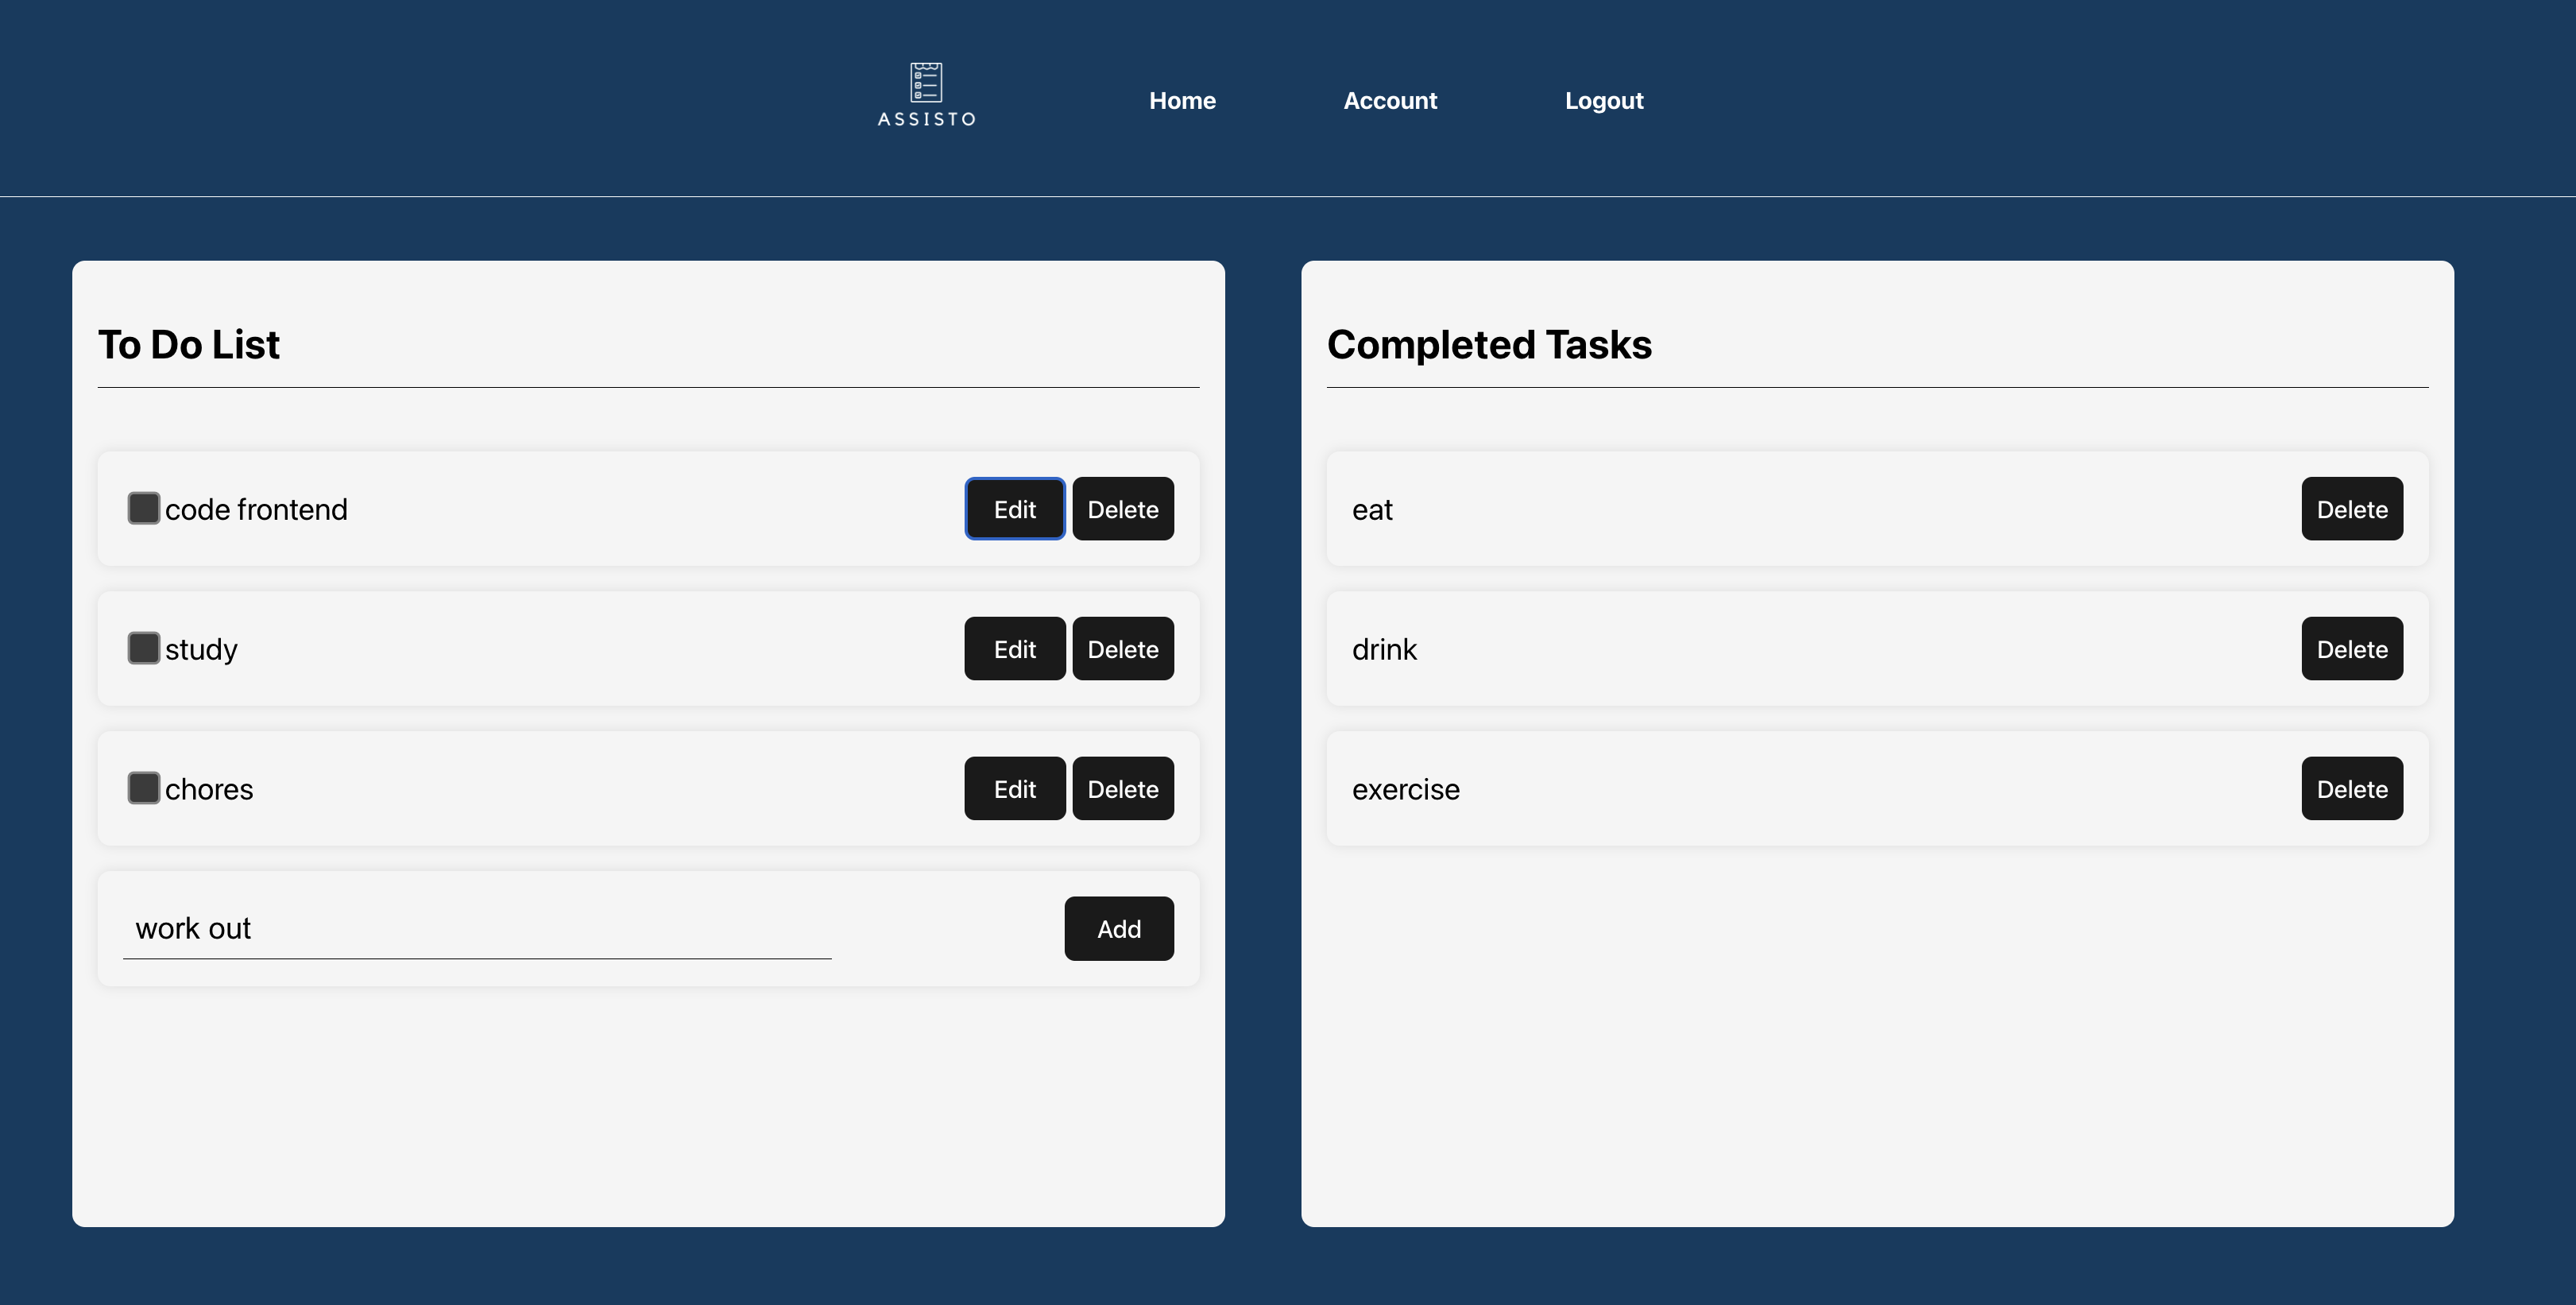 ASSISTO
Home Account Logout
To Do List
code frontend Edit Delete
study Edit Delete
chores Edit Delete
work out Add
Completed Tasks
eat Delete
drink Delete
exercise Delete